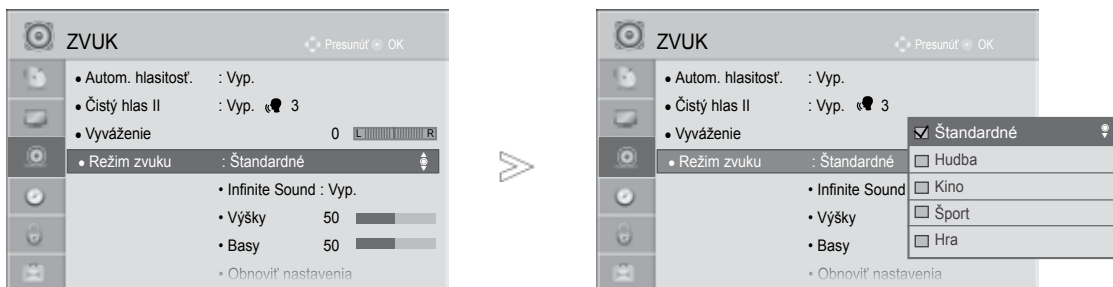 ZVUK
Presunúť OK
• Autom. hlasitosť. : Vyp.
• Čistý hlas II : Vyp. 3
• Vyváženie 0 L R
• Režim zvuku : Štandardné
• Infinite Sound : Vyp.
• Výšky 50
• Basy 50
• Obnoviť nastavenia
ZVUK
Presunúť OK
• Autom. hlasitosť. : Vyp.
• Čistý hlas II : Vyp. 3
• Vyváženie
• Režim zvuku : Štandardné
• Infinite Sound
• Výšky
• Basy
• Obnoviť nastavenia
Štandardné
Hudba
Kino
Šport
Hra